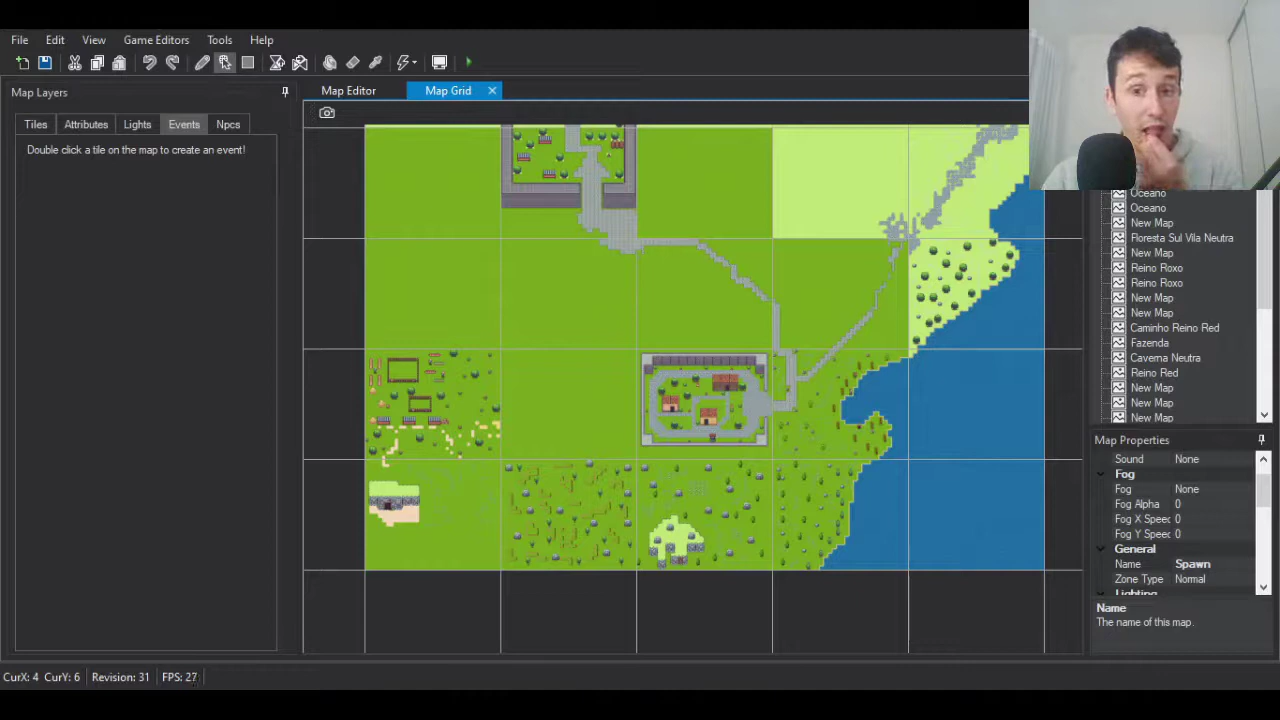 File Edit View Game Editors Tools Help
Map Layers
Map Editor Map Grid
Tiles Attributes Lights Events Npcs
Double click a tile on the map to create an event!
Oceano
Oceano
New Map
Floresta Sul Vila Neutra
New Map
Reino Roxo
Reino Roxo
New Map
New Map
Caminho Reino Red
Fazenda
Caverna Neutra
Reino Red
New Map
New Map
New Map
Map Properties
Sound None
Fog
Fog None
Fog Alpha 0
Fog X Speec 0
Fog Y Speec 0
General
Name Spawn
Zone Type Normal
Lighting
Name
The name of this map.
CurX: 4 CurY: 6 Revision: 31 FPS: 27